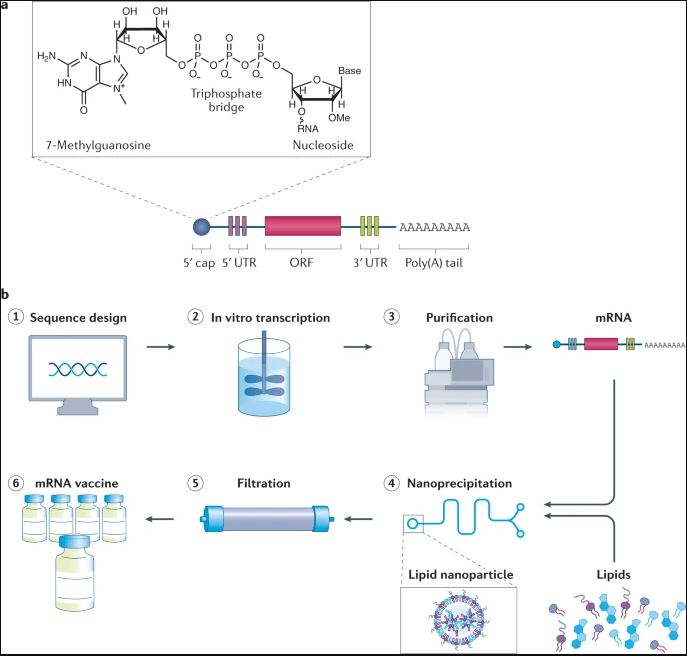 a
OH OH
H H
H H
H₂N N N
O
HN N⁺
O
O O O
O P O P O P O
O⁻ O⁻ O⁻
Triphosphate
bridge
O Base
H H
H H
O OMe
RNA
7-Methylguanosine Nucleoside
AAAAAAAAA
5′ cap 5′ UTR ORF 3′ UTR Poly(A) tail
b
1 Sequence design
2 In vitro transcription
3 Purification
mRNA
AAAAAAAAA
6 mRNA vaccine
5 Filtration
4 Nanoprecipitation
Lipid nanoparticle
Lipids